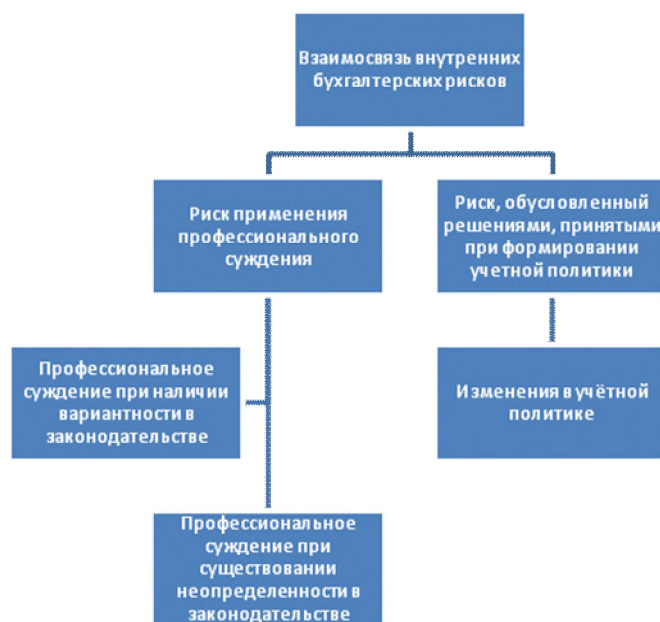 Взаимосвязь внутренних
бухгалтерских рисков
Риск применения
профессионального
суждения
Риск, обусловленный
решениями, принятыми
при формировании
учетной политики
Профессиональное
суждение при наличии
вариантности в
законодательстве
Изменения в учётной
политике
Профессиональное
суждение при
существовании
неопределенности в
законодательстве